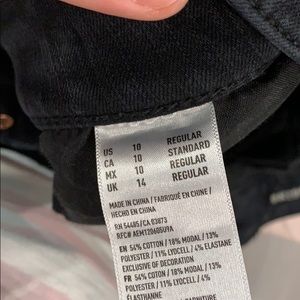 US 10 REGULAR
CA 10 STANDARD
MX 10 REGULAR
UK 14 REGULAR
MADE IN CHINA / FABRIQUÉ EN CHINE /
HECHO EN CHINA
RN 54485/CA 03873
RFC# AEM120405UFA
EN 54% COTTON / 18% MODAL / 13%
POLYESTER / 11% LYOCELL / 4% ELASTANE
EXCLUSIVE OF DECORATION
FR 54% COTON / 18% MODAL / 13%
POLYESTER / 11% LYOCELL / 4%
ÉLASTHANNE